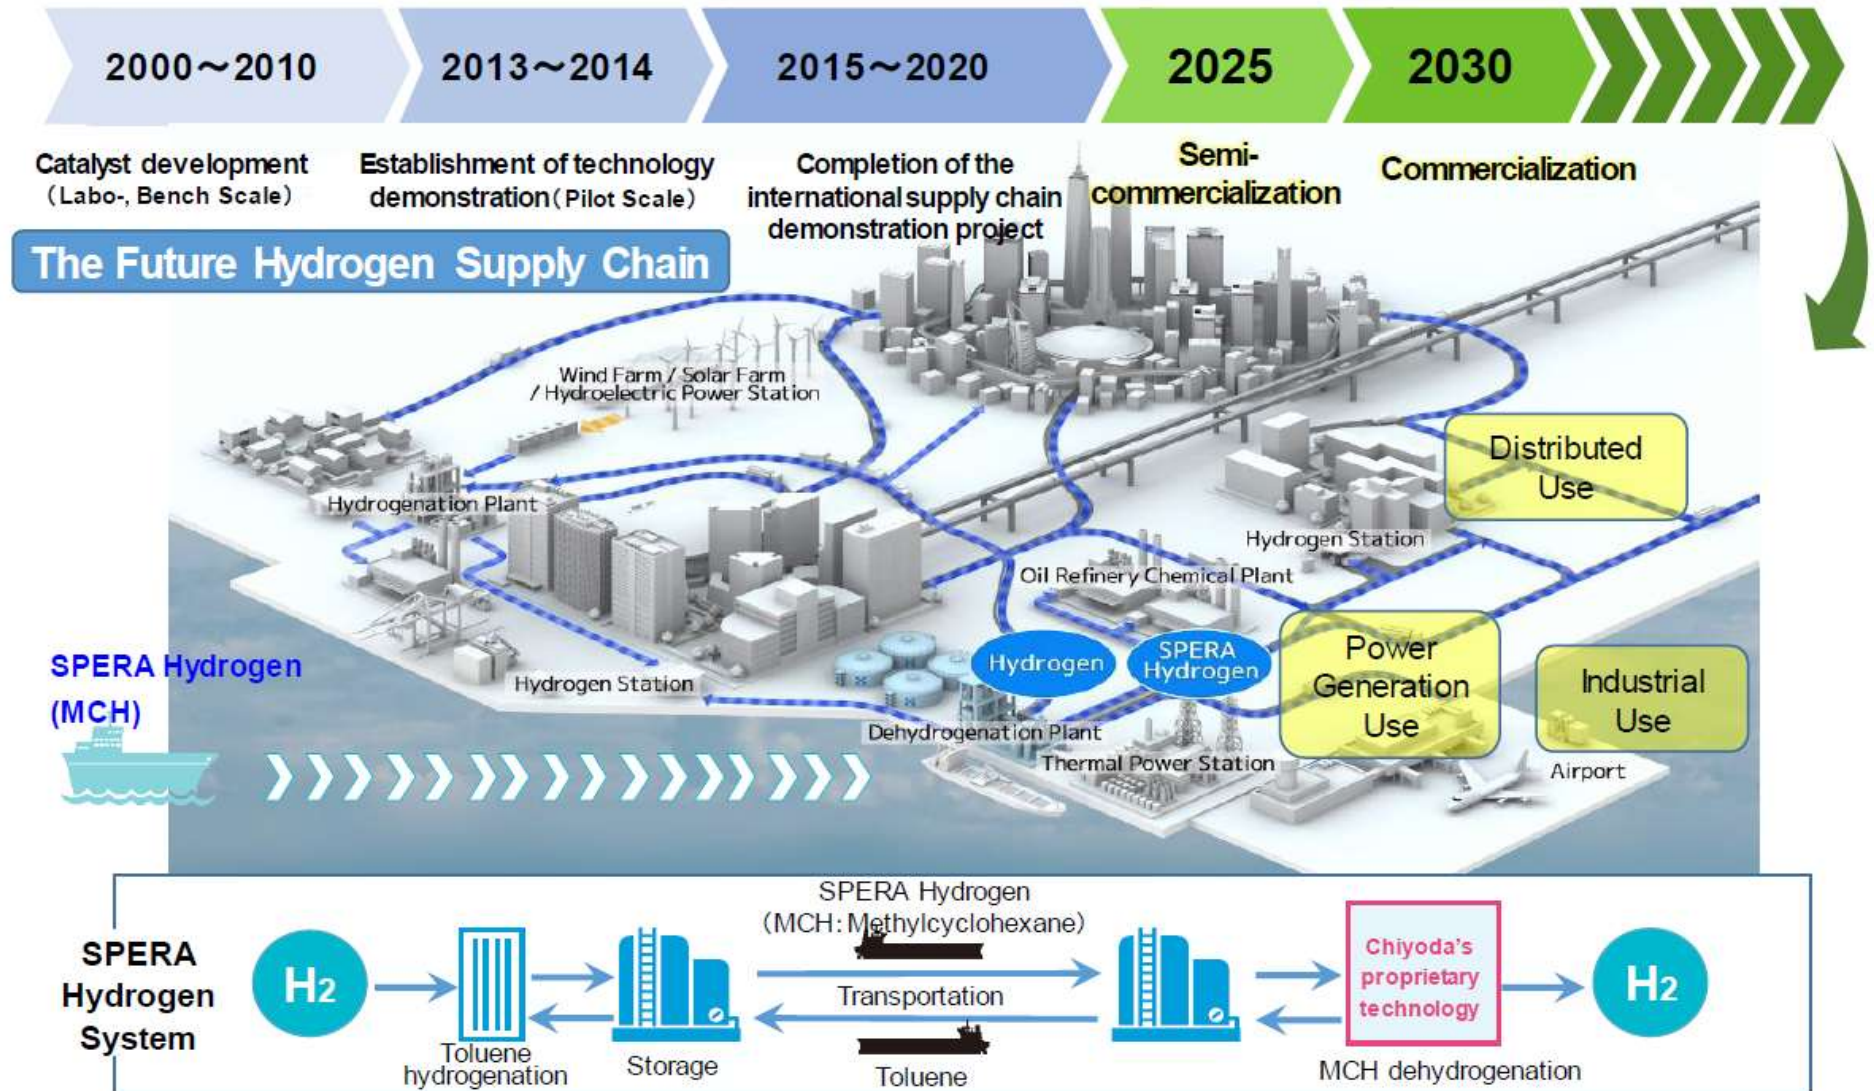 2000～2010
2013～2014
2015～2020
2025
2030
Catalyst development
(Labo-, Bench Scale)
Establishment of technology
demonstration(Pilot Scale)
Completion of the
international supply chain
demonstration project
Semi-
commercialization
Commercialization
The Future Hydrogen Supply Chain
Wind Farm / Solar Farm
/ Hydroelectric Power Station
Distributed
Use
Hydrogenation Plant
Hydrogen Station
Oil Refinery Chemical Plant
SPERA Hydrogen
(MCH)
Hydrogen
SPERA
Hydrogen
Power
Generation
Use
Industrial
Use
Hydrogen Station
Dehydrogenation Plant
Thermal Power Station
Airport
SPERA
Hydrogen
System
H2
Toluene
hydrogenation
Storage
SPERA Hydrogen
(MCH: Methylcyclohexane)
Transportation
Toluene
Chiyoda's
proprietary
technology
MCH dehydrogenation
H2